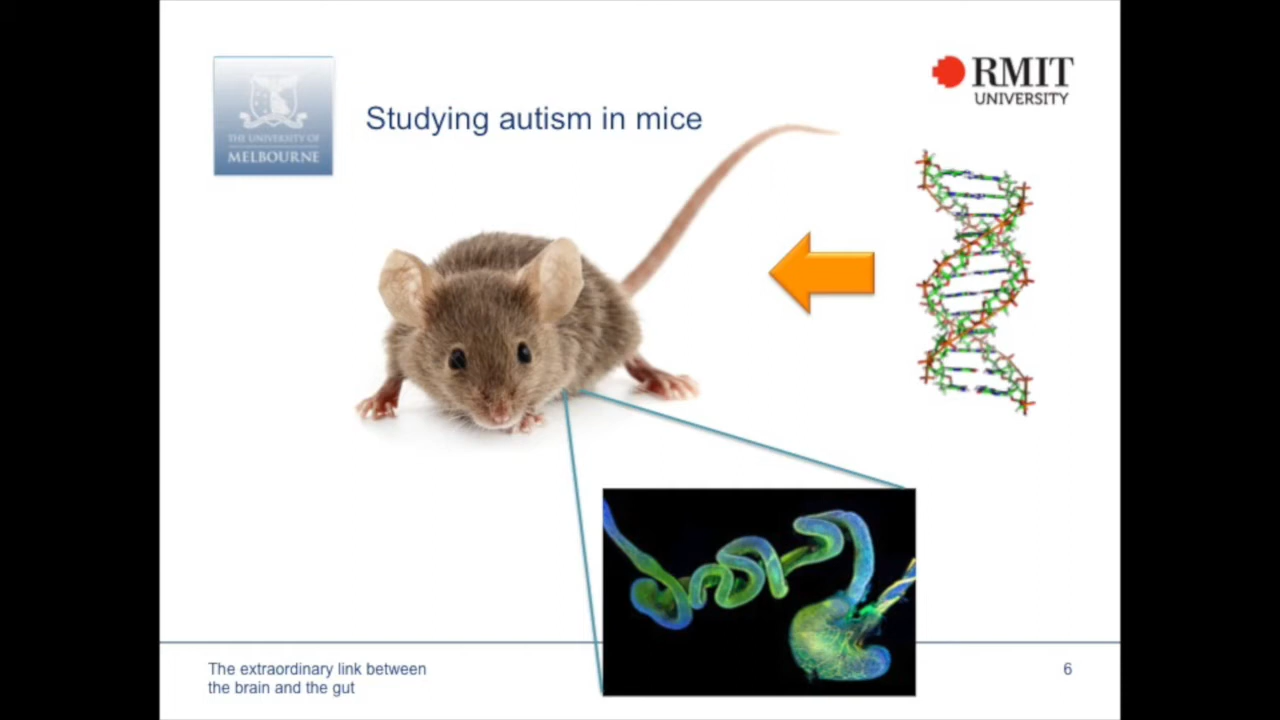 THE UNIVERSITY OF
MELBOURNE
Studying autism in mice
RMIT
UNIVERSITY
The extraordinary link between
the brain and the gut
6